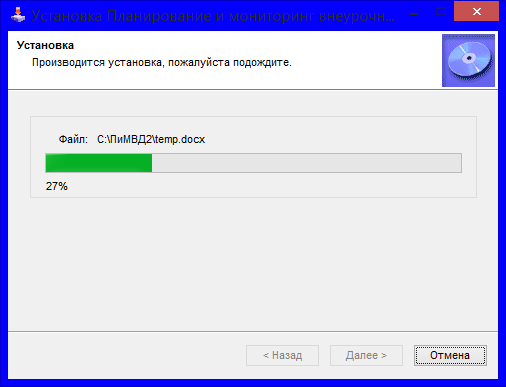 Установка Планирование и мониторинг внеурочн...
Установка
Производится установка, пожалуйста подождите.
Файл: C:\ПиМВД2\temp.docx
27%
< Назад Далее > Отмена